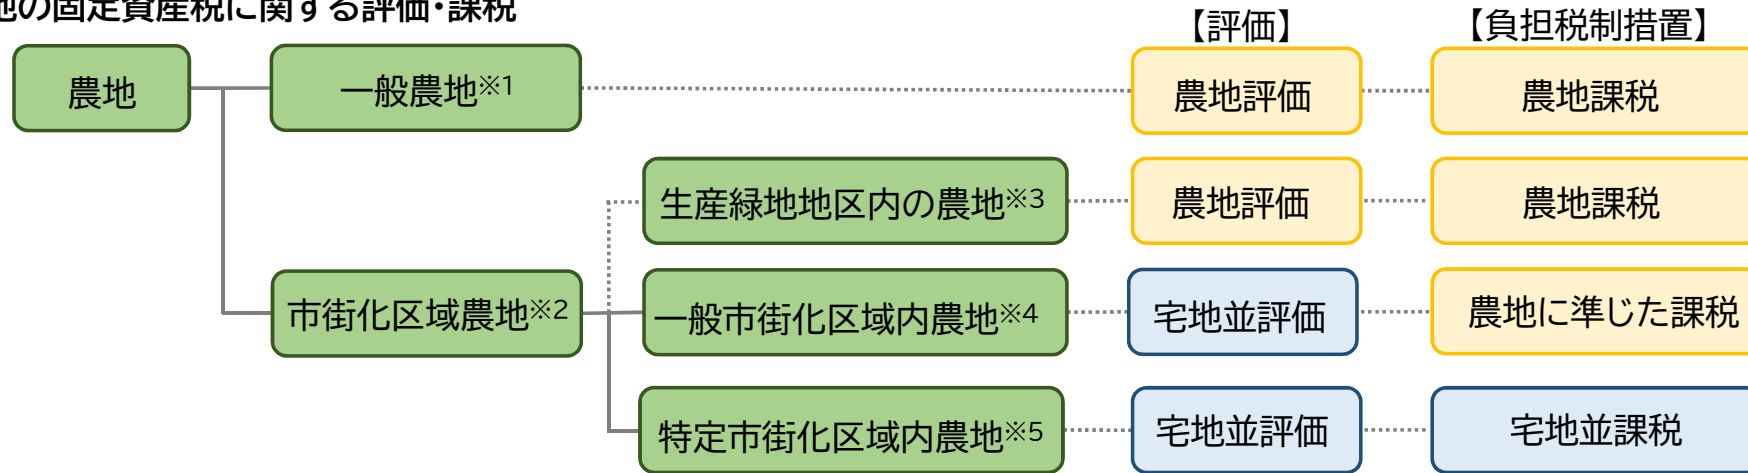 地の固定資産税に関する評価・課税
【評価】 【負担税制措置】
農地 一般農地※1 農地評価 農地課税
生産緑地地区内の農地※3 農地評価 農地課税
市街化区域農地※2 一般市街化区域内農地※4 宅地並評価 農地に準じた課税
特定市街化区域内農地※5 宅地並評価 宅地並課税